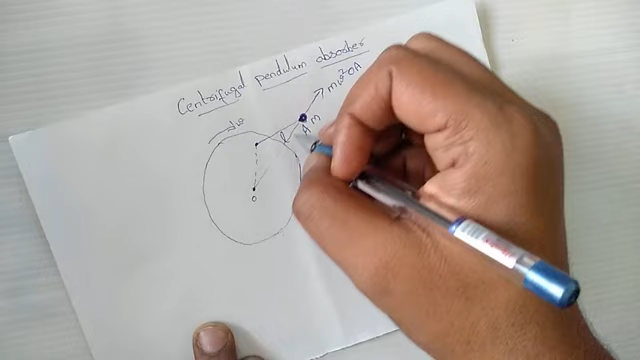 Centrifugal pendulum absorber
mω²OA
ω
m
l
A
o